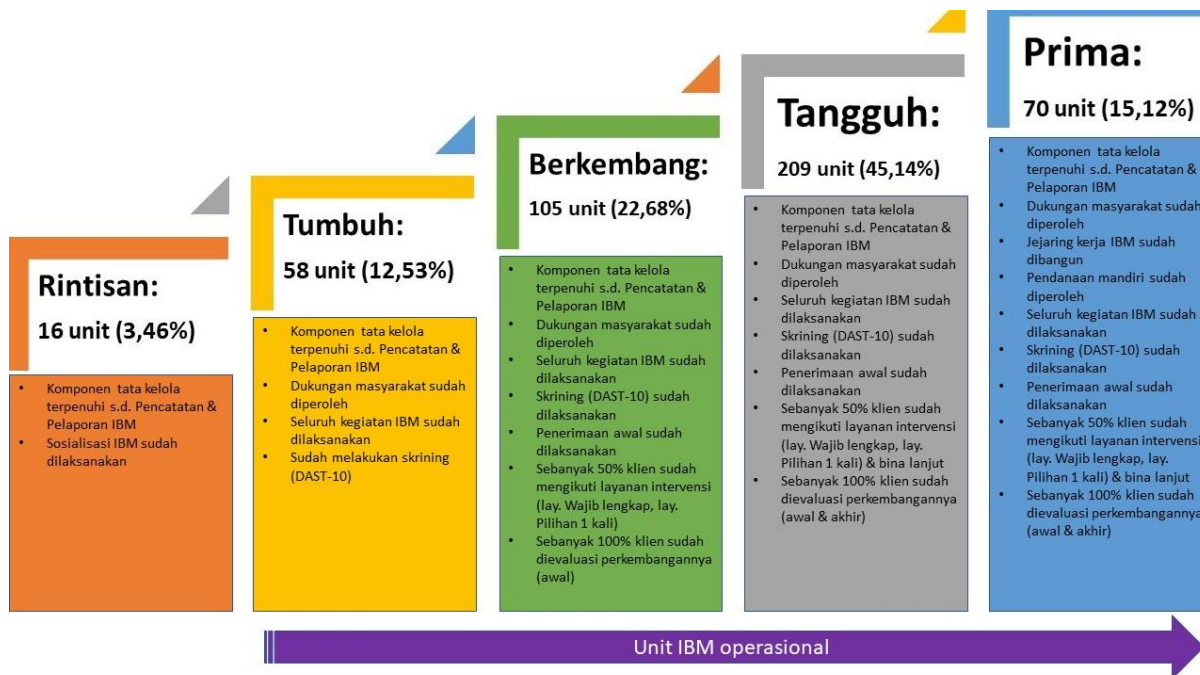 Rintisan:
16 unit (3,46%)
• Komponen tata kelola
terpenuhi s.d. Pencatatan &
Pelaporan IBM
• Sosialisasi IBM sudah
dilaksanakan
Tumbuh:
58 unit (12,53%)
• Komponen tata kelola
terpenuhi s.d. Pencatatan &
Pelaporan IBM
• Dukungan masyarakat sudah
diperoleh
• Seluruh kegiatan IBM sudah
dilaksanakan
• Sudah melakukan skrining
(DAST-10)
Berkembang:
105 unit (22,68%)
• Komponen tata kelola
terpenuhi s.d. Pencatatan &
Pelaporan IBM
• Dukungan masyarakat sudah
diperoleh
• Seluruh kegiatan IBM sudah
dilaksanakan
• Skrining (DAST-10) sudah
dilaksanakan
• Penerimaan awal sudah
dilaksanakan
• Sebanyak 50% klien sudah
mengikuti layanan intervensi
(lay. Wajib lengkap, lay.
Pilihan 1 kali)
• Sebanyak 100% klien sudah
dievaluasi perkembangannya
(awal)
Tangguh:
209 unit (45,14%)
• Komponen tata kelola
terpenuhi s.d. Pencatatan &
Pelaporan IBM
• Dukungan masyarakat sudah
diperoleh
• Seluruh kegiatan IBM sudah
dilaksanakan
• Skrining (DAST-10) sudah
dilaksanakan
• Penerimaan awal sudah
dilaksanakan
• Sebanyak 50% klien sudah
mengikuti layanan intervensi
(lay. Wajib lengkap, lay.
Pilihan 1 kali) & bina lanjut
• Sebanyak 100% klien sudah
dievaluasi perkembangannya
(awal & akhir)
Prima:
70 unit (15,12%)
• Komponen tata kelola
terpenuhi s.d. Pencatatan &
Pelaporan IBM
• Dukungan masyarakat sudah
diperoleh
• Jejaring kerja IBM sudah
dibangun
• Pendanaan mandiri sudah
diperoleh
• Seluruh kegiatan IBM sudah
dilaksanakan
• Skrining (DAST-10) sudah
dilaksanakan
• Penerimaan awal sudah
dilaksanakan
• Sebanyak 50% klien sudah
mengikuti layanan intervensi
(lay. Wajib lengkap, lay.
Pilihan 1 kali) & bina lanjut
• Sebanyak 100% klien sudah
dievaluasi perkembangannya
(awal & akhir)
Unit IBM operasional